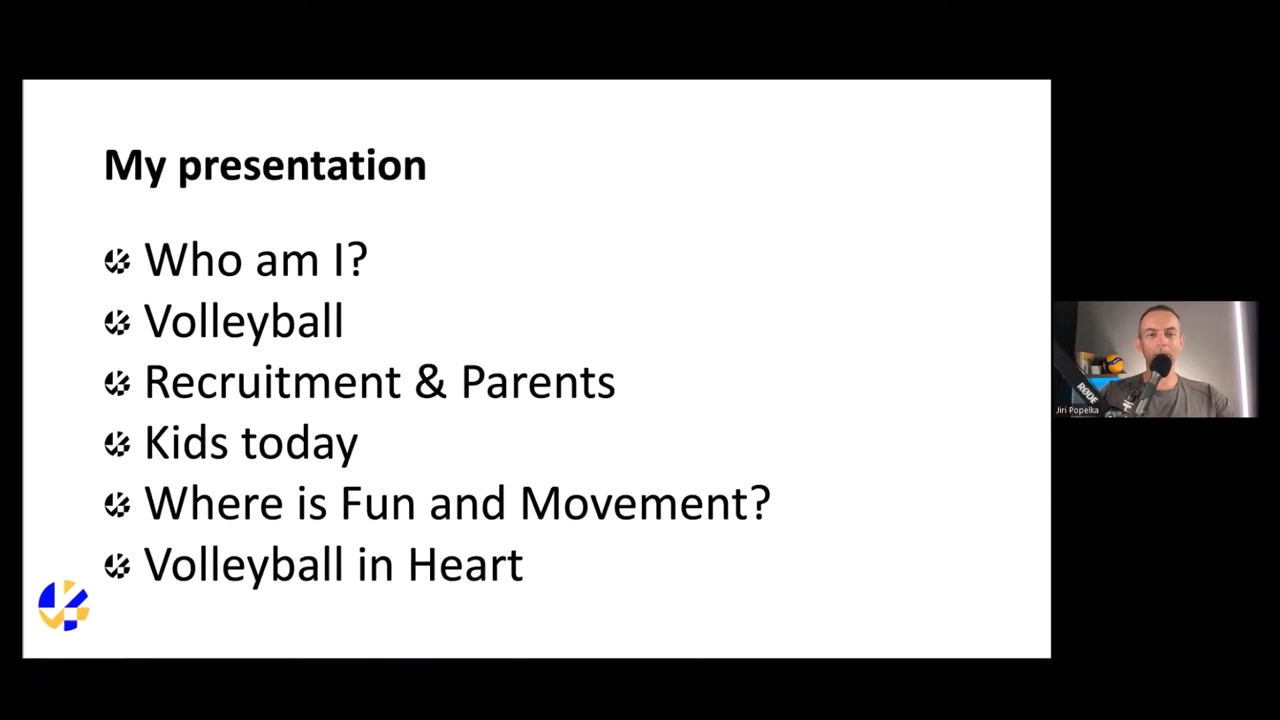 My presentation
Who am I?
Volleyball
Recruitment & Parents
Kids today
Where is Fun and Movement?
Volleyball in Heart
RØDE
Jiri Popelka